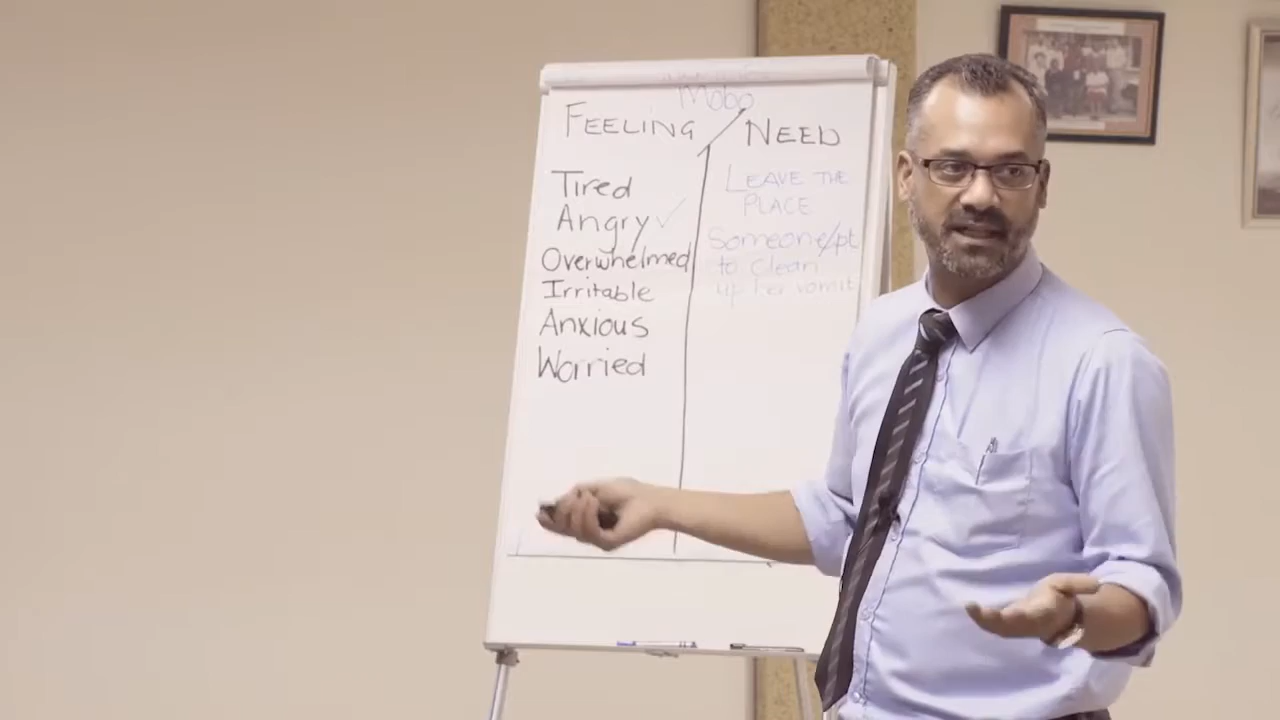 Mobo
FEELING / NEED
Tired
Angry ✓
Overwhelmed
Irritable
Anxious
Worried
LEAVE THE
PLACE
Someone/pt
to clean
up her vomit